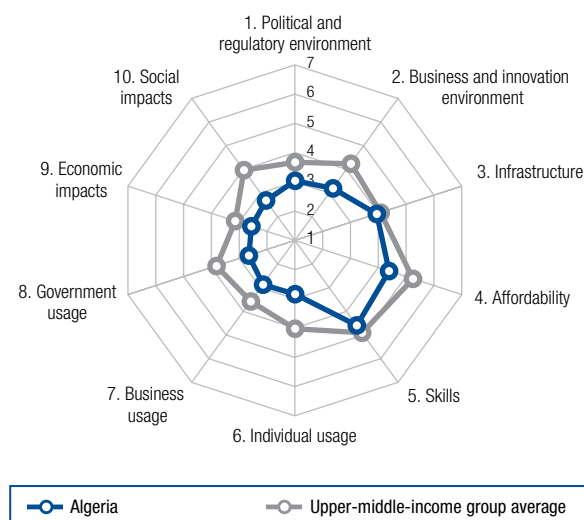 1. Political and
regulatory environment
2. Business and innovation
environment
3. Infrastructure
4. Affordability
5. Skills
6. Individual usage
7. Business
usage
8. Government
usage
9. Economic
impacts
10. Social
impacts
7
6
5
4
3
2
1
Algeria
Upper-middle-income group average